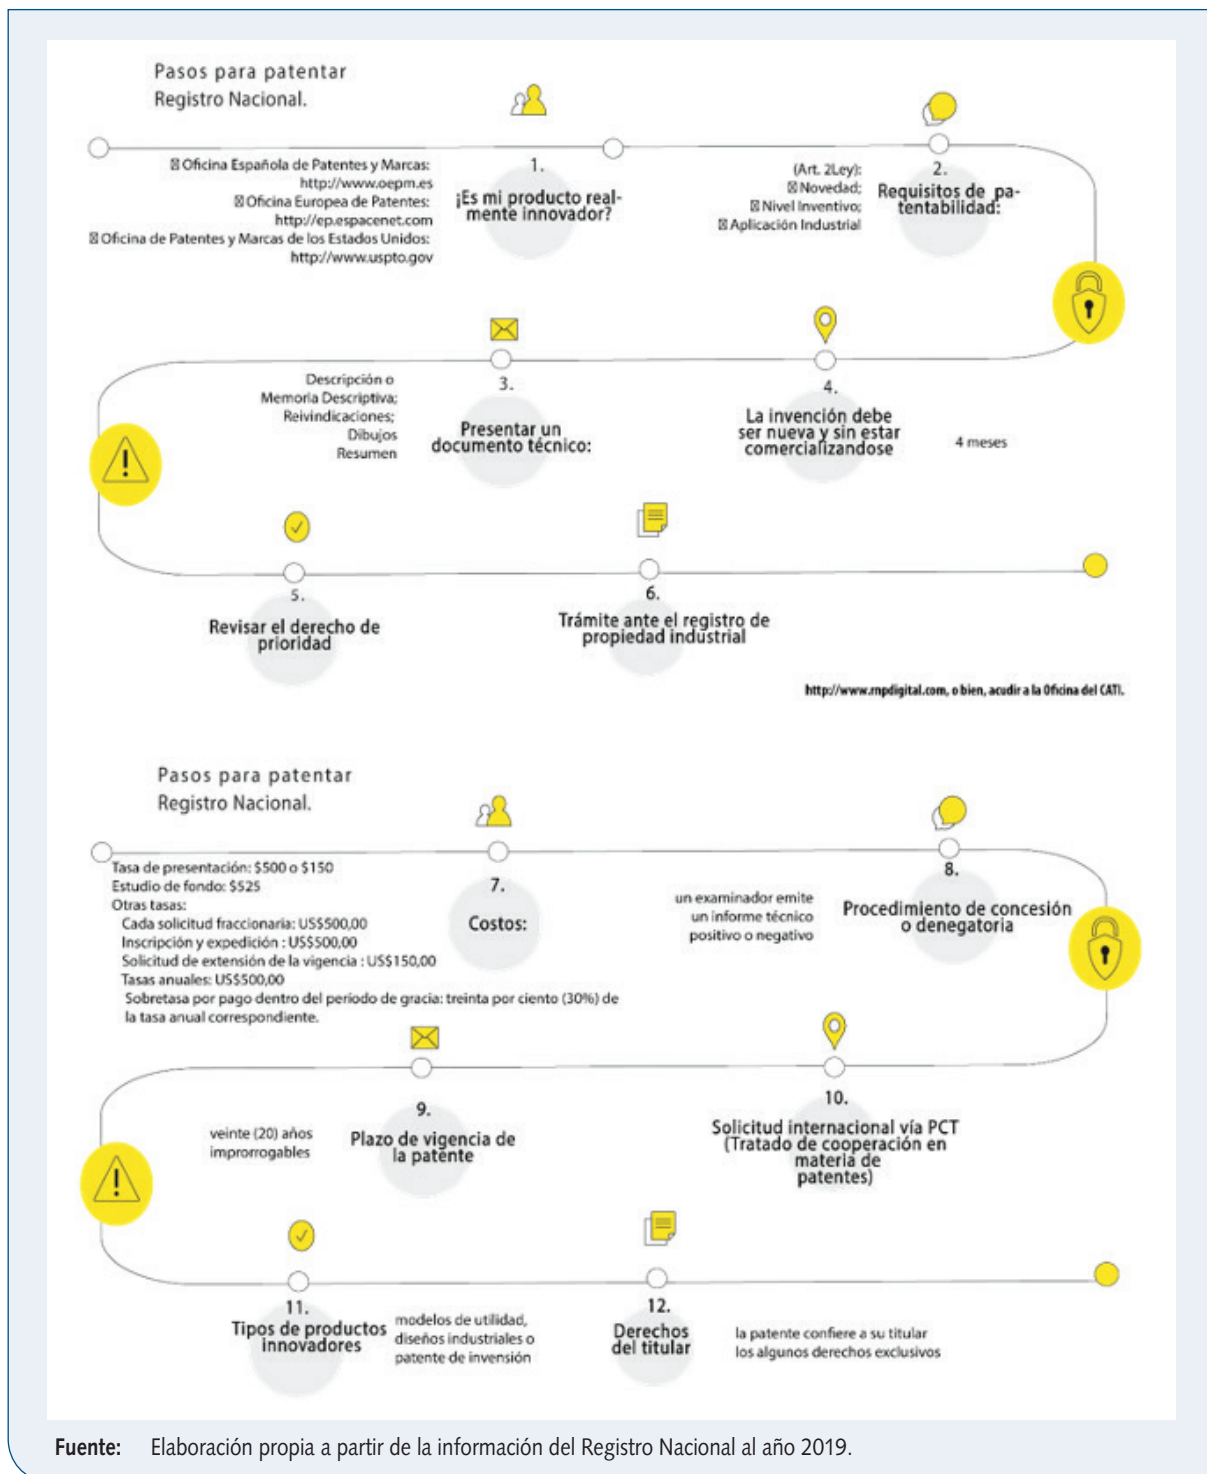 Pasos para patentar
Registro Nacional.
Oficina Española de Patentes y Marcas:
http://www.oepm.es
Oficina Europea de Patentes:
http://ep.espacenet.com
Oficina de Patentes y Marcas de los Estados Unidos:
http://www.uspto.gov
1.
¡Es mi producto real-
mente innovador?
(Art. 2Ley):
Novedad;
Nivel Inventivo;
Aplicación Industrial
2.
Requisitos de pa-
tentabilidad:
Descripción o
Memoria Descriptiva;
Reivindicaciones;
Dibujos
Resumen
3.
Presentar un
documento técnico:
4.
La invención debe
ser nueva y sin estar
comercializandose
4 meses
5.
Revisar el derecho de
prioridad
6.
Trámite ante el registro de
propiedad industrial
http://www.rnpdigital.com, o bien, acudir a la Oficina del CATI.
Pasos para patentar
Registro Nacional.
Tasa de presentación: $500 o $150
Estudio de fondo: $525
Otras tasas:
Cada solicitud fraccionaria: US$500,00
Inscripción y expedición : US$500,00
Solicitud de extensión de la vigencia : US$150,00
Tasas anuales: US$500,00
Sobretasa por pago dentro del período de gracia: treinta por ciento (30%) de
la tasa anual correspondiente.
7.
Costos:
un examinador emite
un informe técnico
positivo o negativo
8.
Procedimiento de concesión
o denegatoria
veinte (20) años
improrrogables
9.
Plazo de vigencia de
la patente
10.
Solicitud internacional vía PCT
(Tratado de cooperación en
materia de
patentes)
11.
Tipos de productos
innovadores
modelos de utilidad,
diseños industriales o
patente de invensión
12.
Derechos
del titular
la patente confiere a su titular
los algunos derechos exclusivos
Fuente: Elaboración propia a partir de la información del Registro Nacional al año 2019.